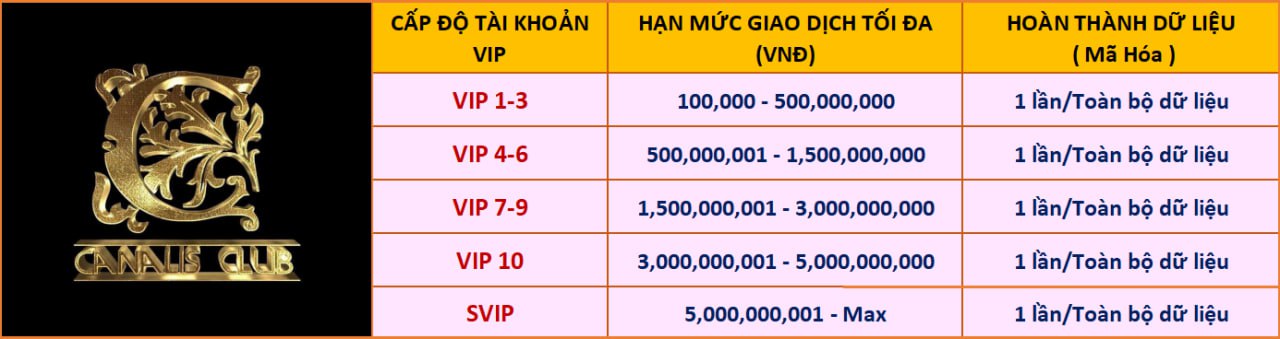 CANALIS CLUB
CẤP ĐỘ TÀI KHOẢN VIP
HẠN MỨC GIAO DỊCH TỐI ĐA (VNĐ)
HOÀN THÀNH DỮ LIỆU ( Mã Hóa )
VIP 1-3
100,000 - 500,000,000
1 lần/Toàn bộ dữ liệu
VIP 4-6
500,000,001 - 1,500,000,000
1 lần/Toàn bộ dữ liệu
VIP 7-9
1,500,000,001 - 3,000,000,000
1 lần/Toàn bộ dữ liệu
VIP 10
3,000,000,001 - 5,000,000,000
1 lần/Toàn bộ dữ liệu
SVIP
5,000,000,001 - Max
1 lần/Toàn bộ dữ liệu